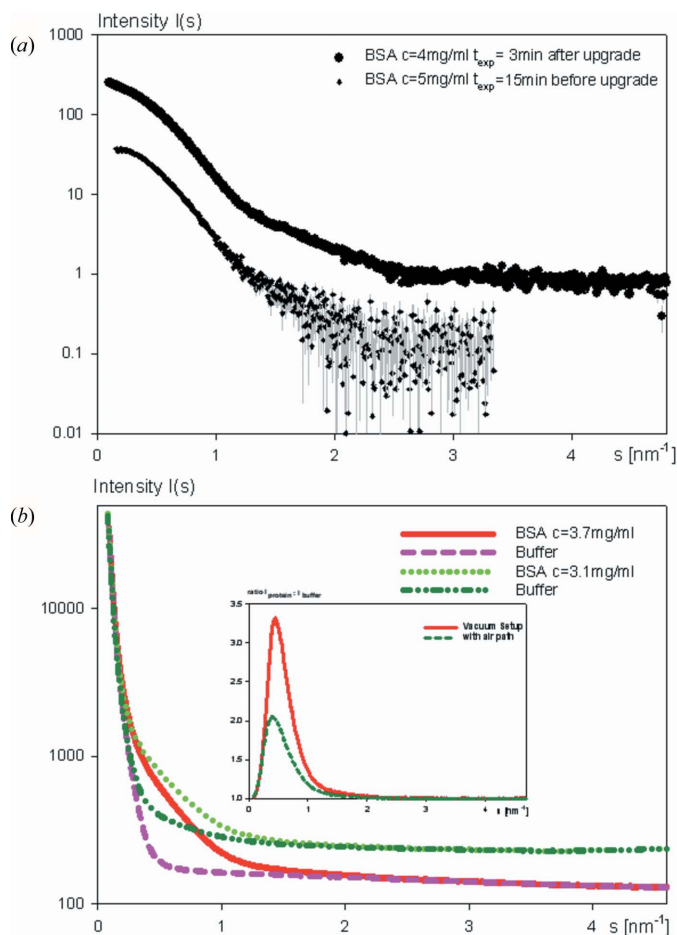 Intensity I(s)
(a)
1000
BSA c=4mg/ml t_exp= 3min after upgrade
BSA c=5mg/ml t_exp=15min before upgrade
100
10
1
0.1
0.01
0 1 2 3 4 s [nm⁻¹]
Intensity I(s)
(b)
BSA c=3.7mg/ml
Buffer
BSA c=3.1mg/ml
Buffer
10000
ratio I protein : I buffer
3.5
Vacuum Setup
with air path
3.0
2.5
2.0
1.5
1.0
0 1 2 3 4 s [nm⁻¹]
1000
100
0 1 2 3 4 s [nm⁻¹]